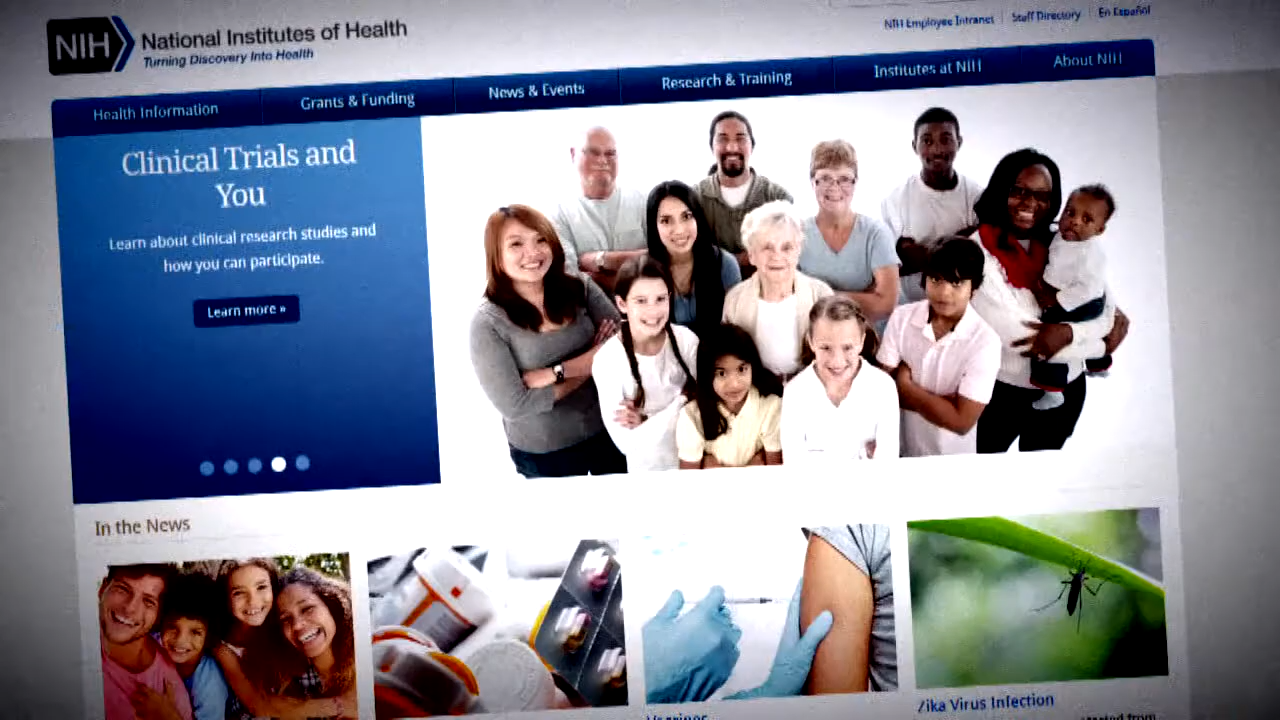 NIH National Institutes of Health
Turning Discovery Into Health
NIH Employee Intranet
Staff Directory
En Español
Health Information
Grants & Funding
News & Events
Research & Training
Institutes at NIH
About NIH
Clinical Trials and
You
Learn about clinical research studies and
how you can participate.
Learn more »
In the News
Zika Virus Infection